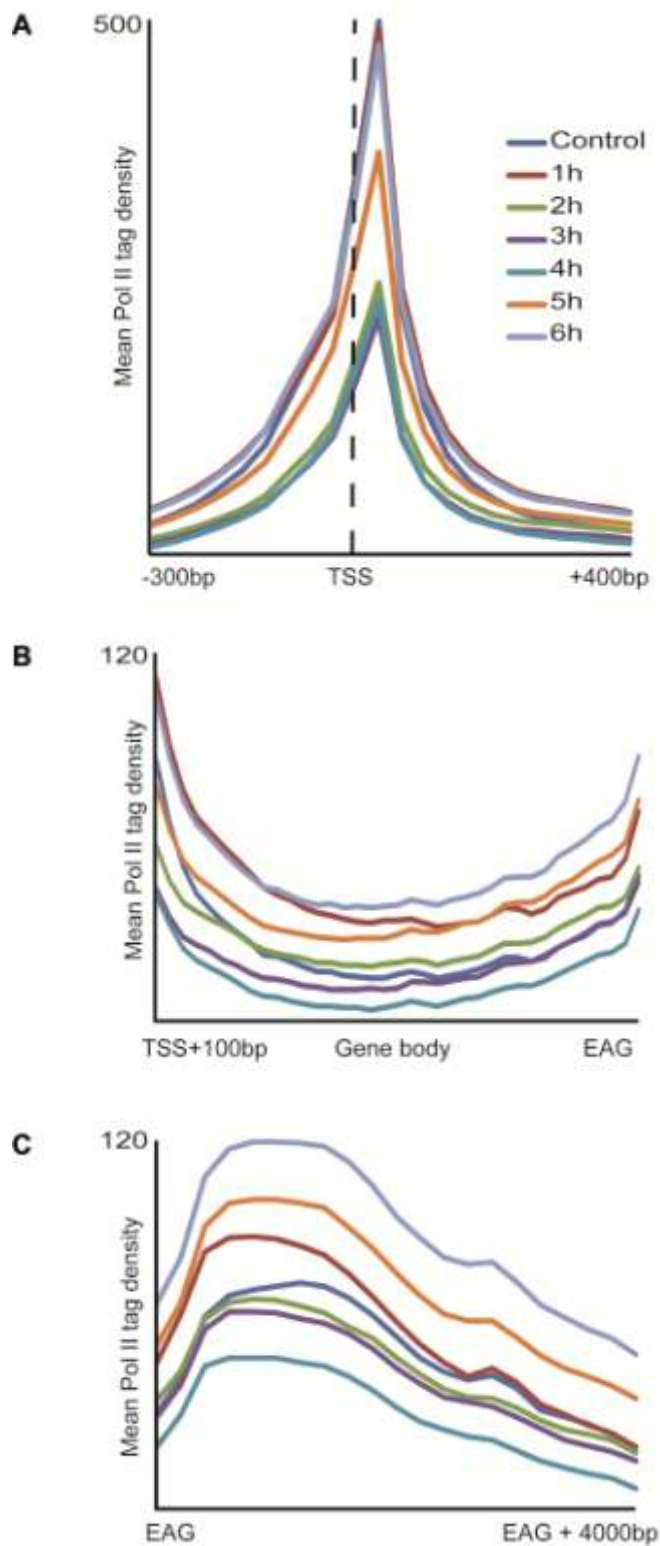 A
500
Mean Pol II tag density
Control
1h
2h
3h
4h
5h
6h
-300bp TSS +400bp
B
120
Mean Pol II tag density
TSS+100bp Gene body EAG
C
120
Mean Pol II tag density
EAG EAG + 4000bp